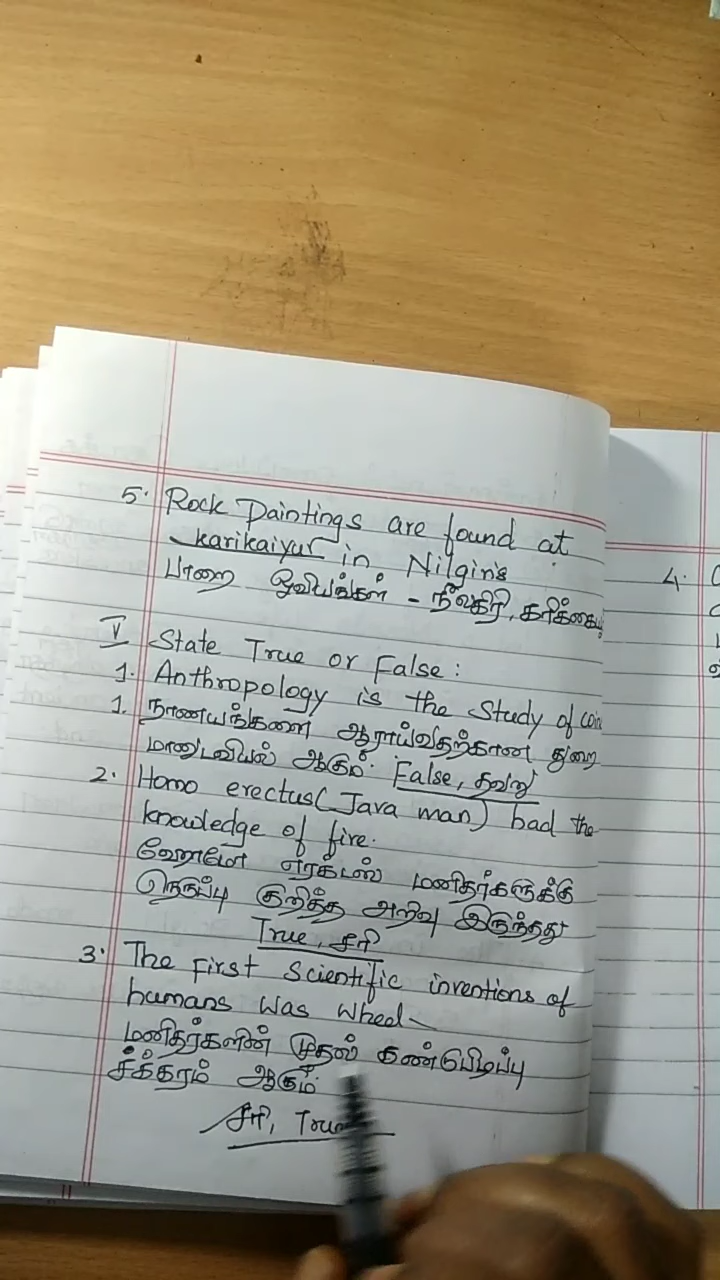 5. Rock Paintings are found at
karikaiyur in Nilgiris
பாறை ஓவியங்கள் - நீலகிரி, கரிக்கை
V State True or False :
1. Anthropology is the Study of coin
1. நாணயங்களை ஆராய்வதற்கான துறை
மானுடவியல் ஆகும். False, தவறு
2. Homo erectus (Java man) had the
knowledge of fire.
ஹோமோ எரக்டஸ் மனிதர்களுக்கு
நெருப்பு குறித்த அறிவு இருந்தது
True, சரி
3. The First Scientific inventions of
humans was wheel
மனிதர்களின் முதல் கண்டுபிடிப்பு
சக்கரம் ஆகும்.
சரி, True
4.